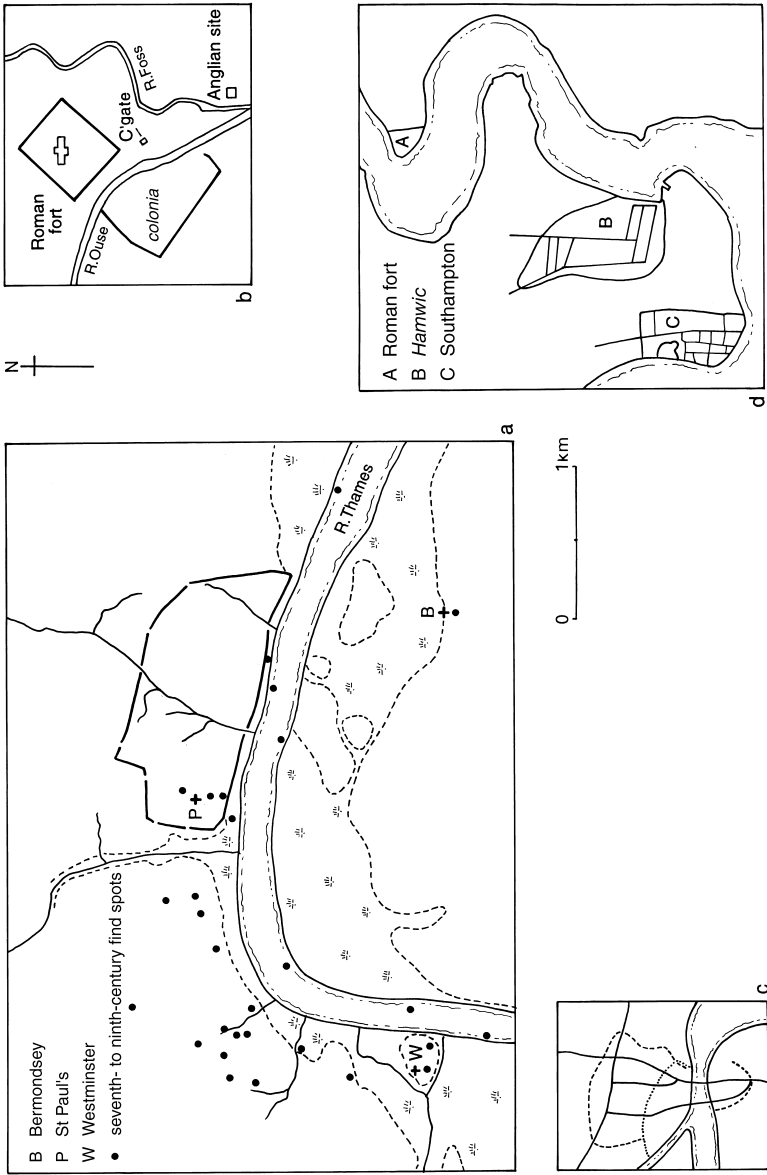 B Bermondsey
P St Paul's
W Westminster
• seventh- to ninth-century find spots
P
R.Thames
B
W
a
N
Roman
fort
R.Foss
C'gate
Anglian site
R.Ouse
colonia
b
c
0 1km
A Roman fort
B Hamwic
C Southampton
A
B
C
d